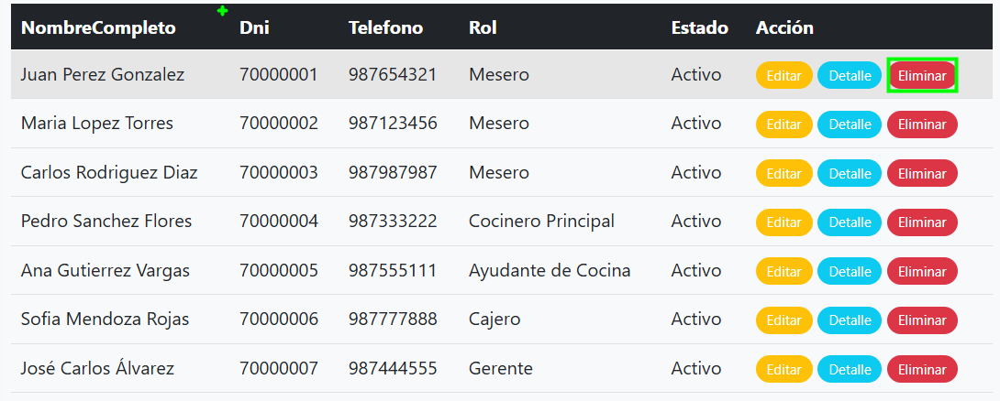 NombreCompleto Dni Telefono Rol Estado Acción
Juan Perez Gonzalez 70000001 987654321 Mesero Activo Editar Detalle Eliminar
Maria Lopez Torres 70000002 987123456 Mesero Activo Editar Detalle Eliminar
Carlos Rodriguez Diaz 70000003 987987987 Mesero Activo Editar Detalle Eliminar
Pedro Sanchez Flores 70000004 987333222 Cocinero Principal Activo Editar Detalle Eliminar
Ana Gutierrez Vargas 70000005 987555111 Ayudante de Cocina Activo Editar Detalle Eliminar
Sofia Mendoza Rojas 70000006 987777888 Cajero Activo Editar Detalle Eliminar
José Carlos Álvarez 70000007 987444555 Gerente Activo Editar Detalle Eliminar